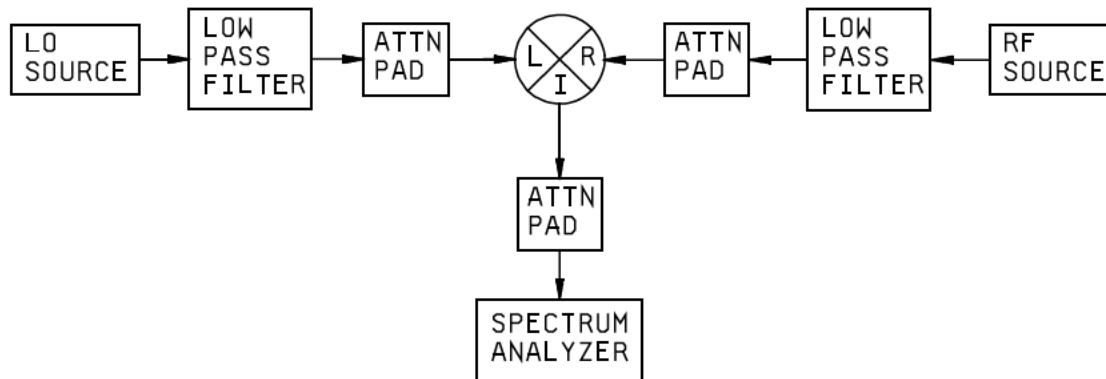 LO
SOURCE
LOW
PASS
FILTER
ATTN
PAD
L
R
I
ATTN
PAD
LOW
PASS
FILTER
RF
SOURCE
ATTN
PAD
SPECTRUM
ANALYZER